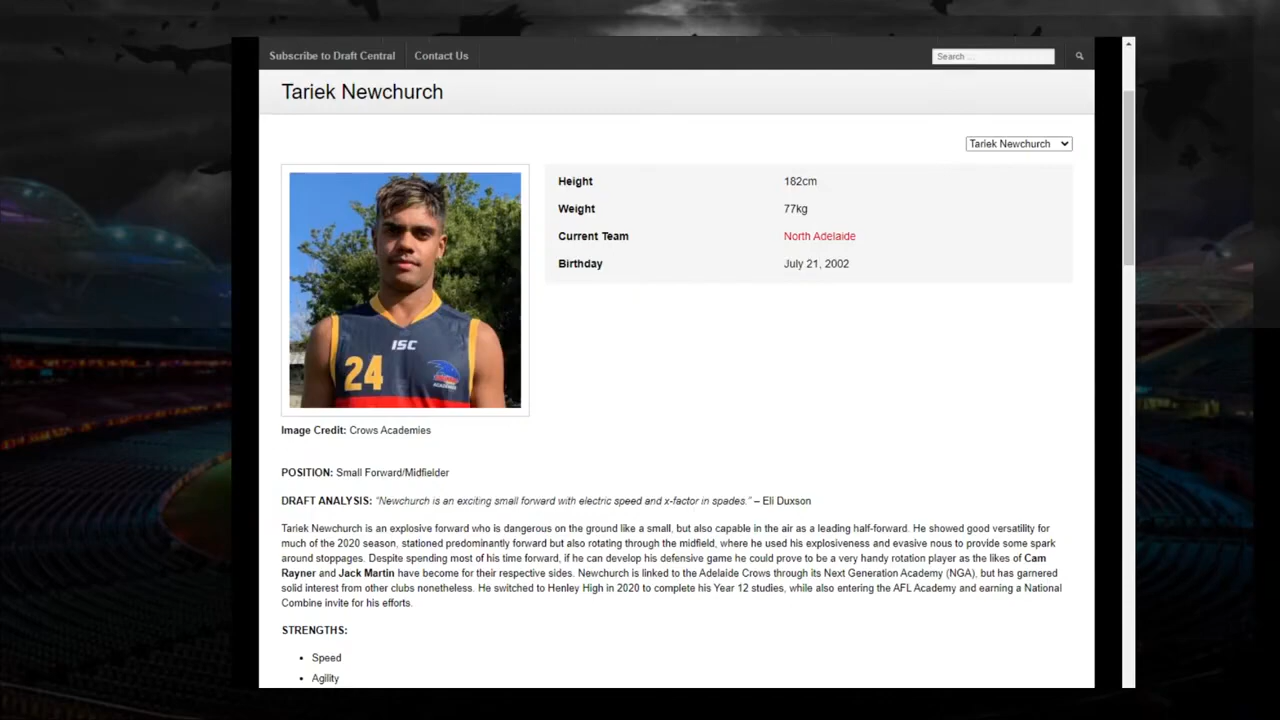 Subscribe to Draft Central Contact Us Search ...
Tariek Newchurch
Tariek Newchurch
Height 182cm
Weight 77kg
Current Team North Adelaide
Birthday July 21, 2002
ISC
24
Image Credit: Crows Academies
POSITION: Small Forward/Midfielder
DRAFT ANALYSIS: “Newchurch is an exciting small forward with electric speed and x-factor in spades.” – Eli Duxson
Tariek Newchurch is an explosive forward who is dangerous on the ground like a small, but also capable in the air as a leading half-forward. He showed good versatility for
much of the 2020 season, stationed predominantly forward but also rotating through the midfield, where he used his explosiveness and evasive nous to provide some spark
around stoppages. Despite spending most of his time forward, if he can develop his defensive game he could prove to be a very handy rotation player as the likes of Cam
Rayner and Jack Martin have become for their respective sides. Newchurch is linked to the Adelaide Crows through its Next Generation Academy (NGA), but has garnered
solid interest from other clubs nonetheless. He switched to Henley High in 2020 to complete his Year 12 studies, while also entering the AFL Academy and earning a National
Combine invite for his efforts.
STRENGTHS:
• Speed
• Agility